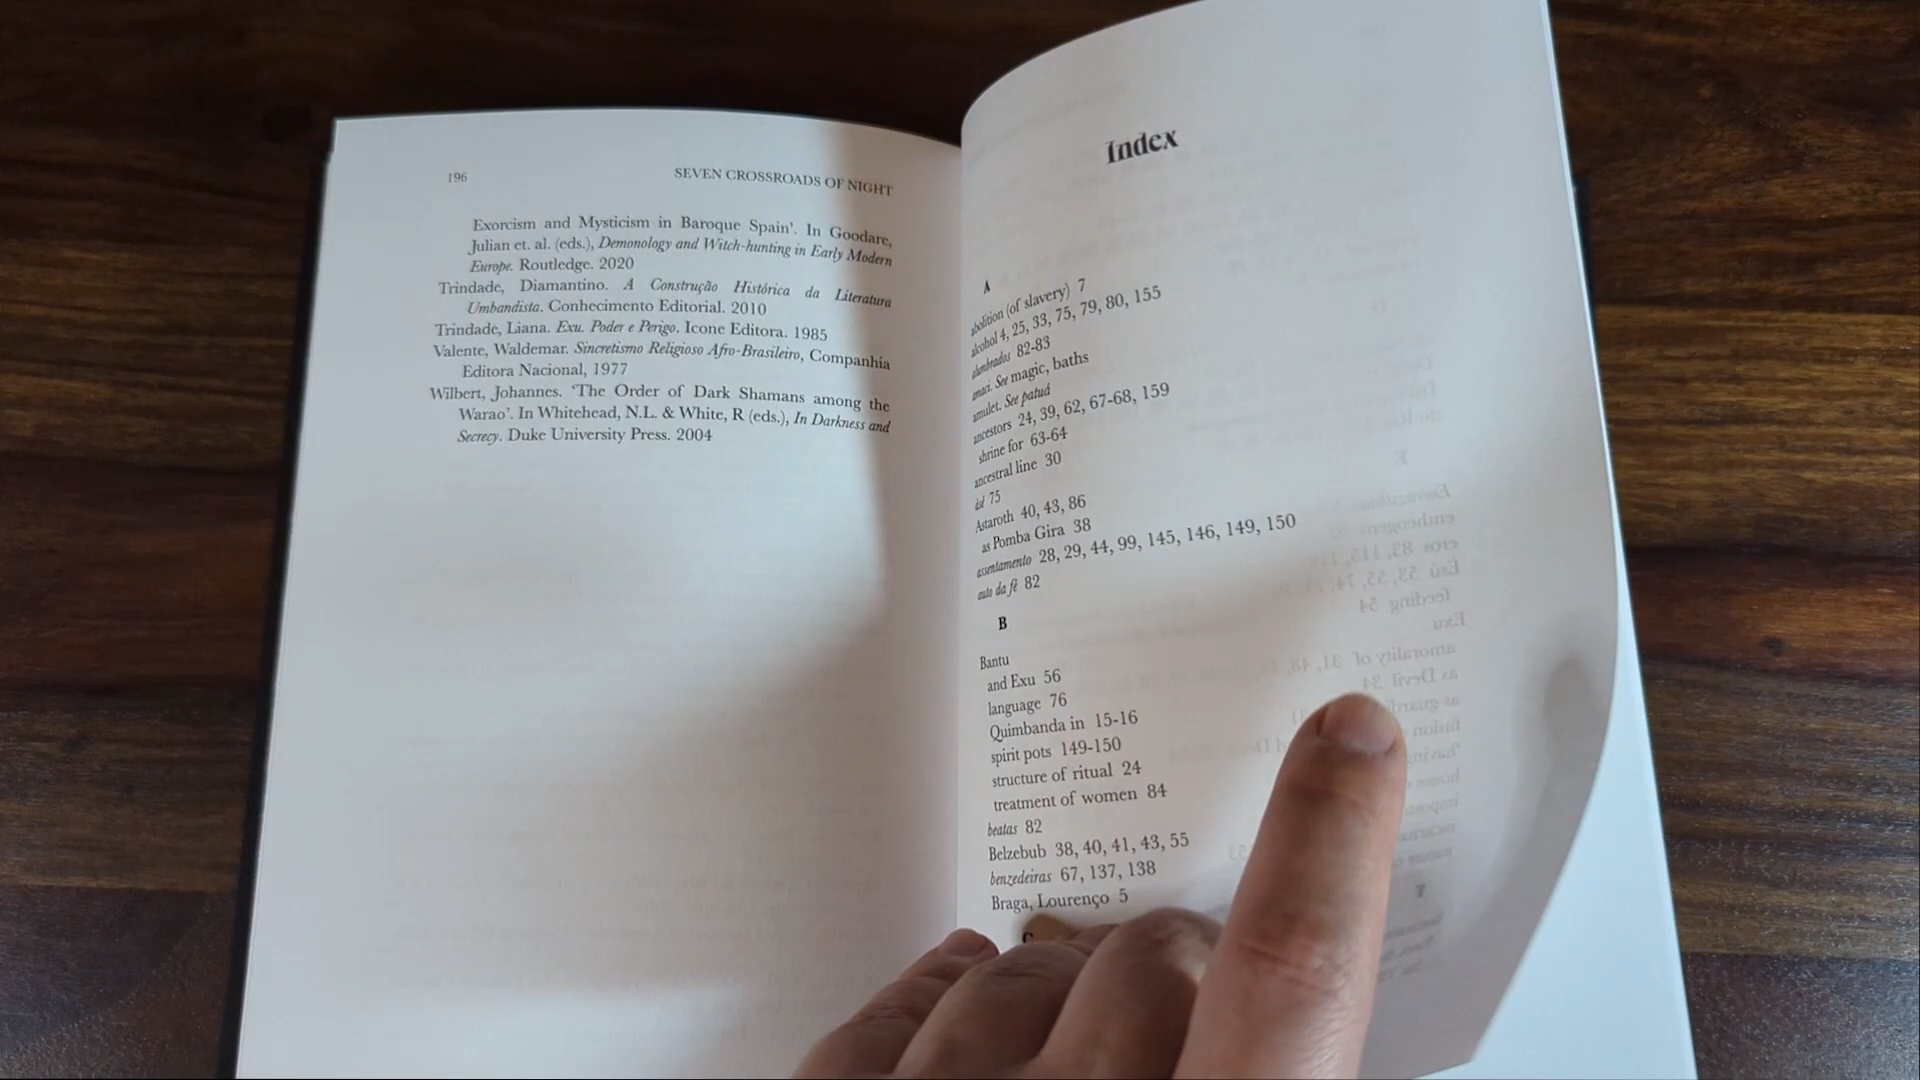 196
SEVEN CROSSROADS OF NIGHT
Exorcism and Mysticism in Baroque Spain'. In Goodare,
Julian et. al. (eds.), Demonology and Witch-hunting in Early Modern
Europe. Routledge. 2020
Trindade, Diamantino. A Construção Histórica da Literatura
Umbandista. Conhecimento Editorial. 2010
Trindade, Liana. Exu. Poder e Perigo. Icone Editora. 1985
Valente, Waldemar. Sincretismo Religioso Afro-Brasileiro, Companhia
Editora Nacional, 1977
Wilbert, Johannes. 'The Order of Dark Shamans among the
Warao'. In Whitehead, N.L. & White, R (eds.), In Darkness and
Secrecy. Duke University Press. 2004
Index
A
abolition (of slavery) 7
alcohol 4, 25, 33, 75, 79, 80, 155
alumbrados 82-83
amaci. See magic, baths
amulet. See patuá
ancestors 24, 39, 62, 67-68, 159
shrine for 63-64
ancestral line 30
75
Astaroth 40, 43, 86
as Pomba Gira 38
assentamento 28, 29, 44, 99, 145, 146, 149, 150
auto da fé 82
B
Bantu
and Exu 56
language 76
Quimbanda in 15-16
spirit pots 149-150
structure of ritual 24
treatment of women 84
beatas 82
Belzebub 38, 40, 41, 43, 55
benzedeiras 67, 137, 138
Braga, Lourenço 5
C